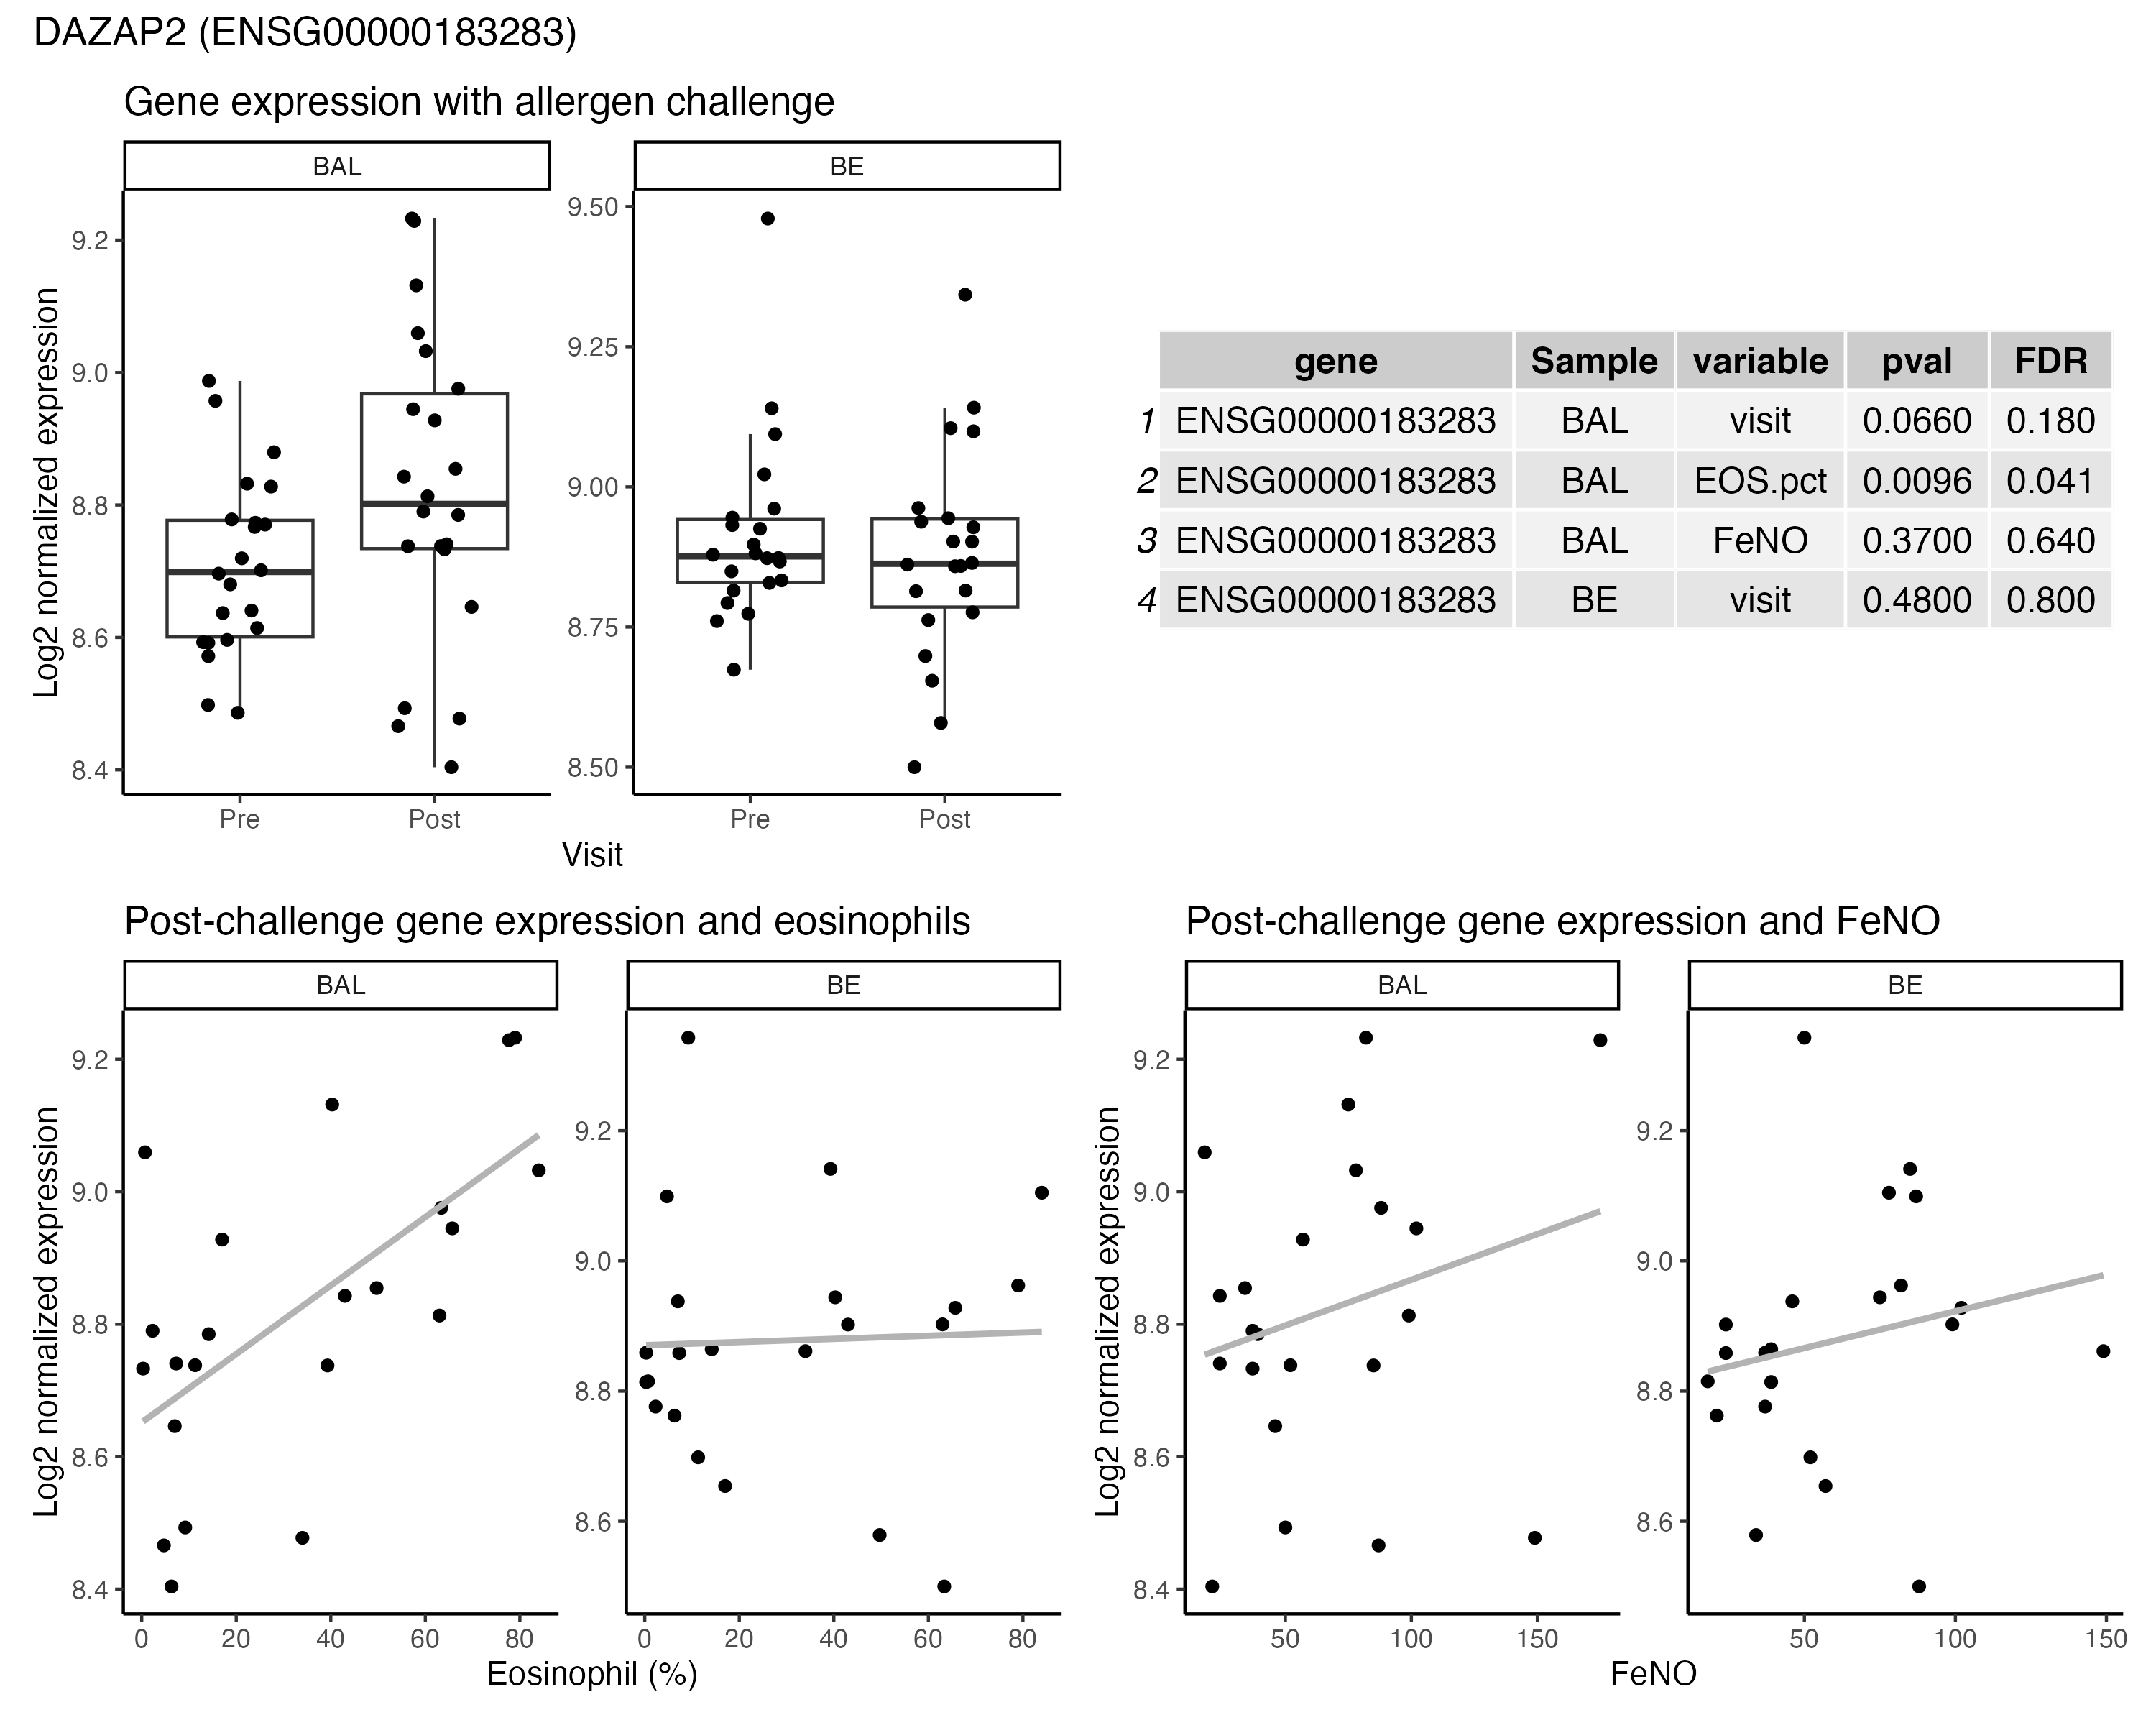 DAZAP2 (ENSG00000183283)
Gene expression with allergen challenge
BAL
BE
Log2 normalized expression
9.2
9.0
8.8
8.6
8.4
9.50
9.25
9.00
8.75
8.50
Pre
Post
Pre
Post
Visit
gene Sample variable pval FDR
1 ENSG00000183283 BAL visit 0.0660 0.180
2 ENSG00000183283 BAL EOS.pct 0.0096 0.041
3 ENSG00000183283 BAL FeNO 0.3700 0.640
4 ENSG00000183283 BE visit 0.4800 0.800
Post-challenge gene expression and eosinophils
BAL
BE
Log2 normalized expression
9.2
9.0
8.8
8.6
8.4
9.2
9.0
8.8
8.6
0 20 40 60 80
0 20 40 60 80
Eosinophil (%)
Post-challenge gene expression and FeNO
BAL
BE
Log2 normalized expression
9.2
9.0
8.8
8.6
8.4
9.2
9.0
8.8
8.6
50 100 150
50 100 150
FeNO